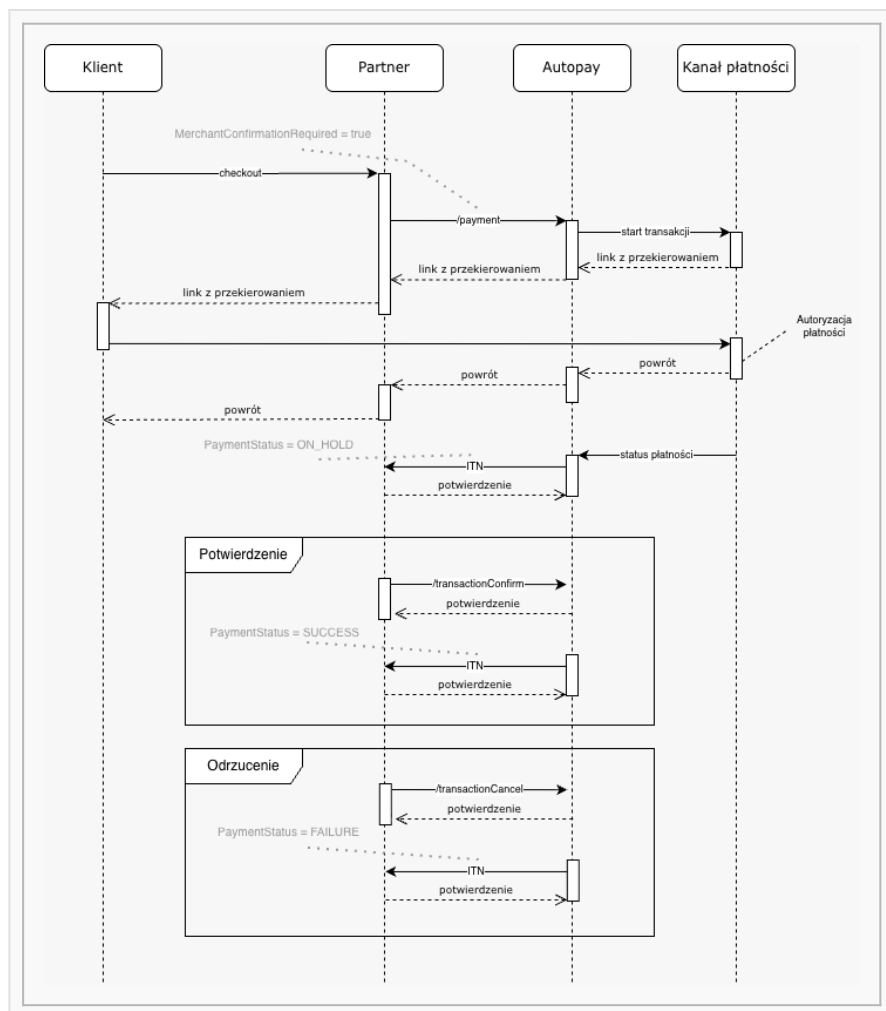 Klient
Partner
Autopay
Kanał płatności
MerchantConfirmationRequired = true
checkout
/payment
start transakcji
link z przekierowaniem
link z przekierowaniem
link z przekierowaniem
Autoryzacja
płatności
powrót
powrót
powrót
PaymentStatus = ON_HOLD
status płatności
ITN
potwierdzenie
Potwierdzenie
/transactionConfirm
potwierdzenie
PaymentStatus = SUCCESS
ITN
potwierdzenie
Odrzucenie
/transactionCancel
potwierdzenie
PaymentStatus = FAILURE
ITN
potwierdzenie